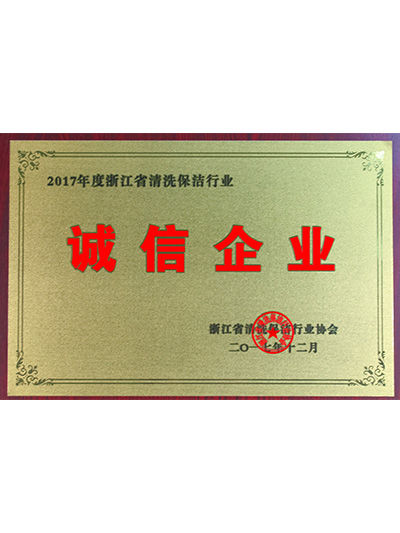 2017年度浙江省清洗保洁行业
诚信企业
浙江省清洗保洁行业协会
二〇一七年十二月